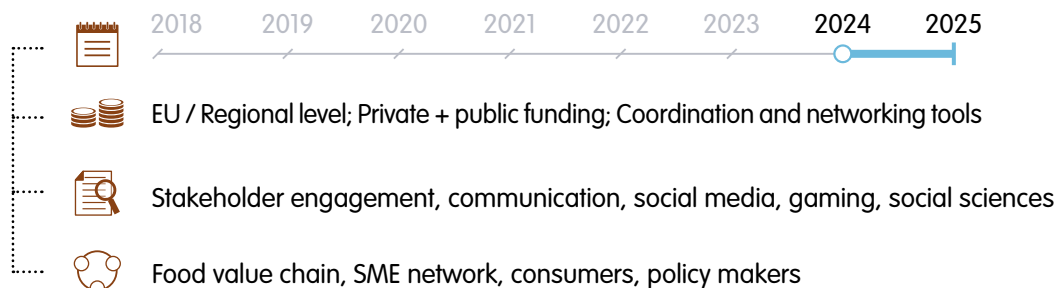 2018 2019 2020 2021 2022 2023 2024 2025
EU / Regional level; Private + public funding; Coordination and networking tools
Stakeholder engagement, communication, social media, gaming, social sciences
Food value chain, SME network, consumers, policy makers